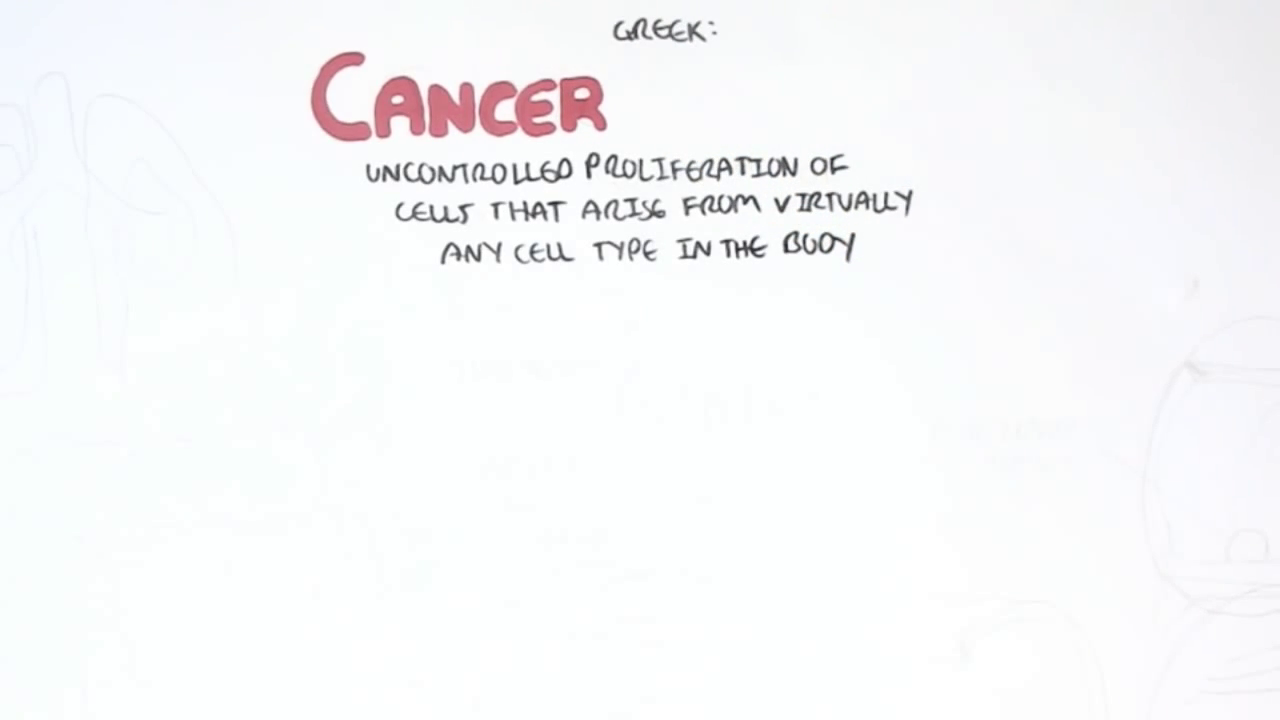 GREEK:
CANCER
UNCONTROLLED PROLIFERATION OF
CELLS THAT ARISE FROM VIRTUALLY
ANY CELL TYPE IN THE BODY